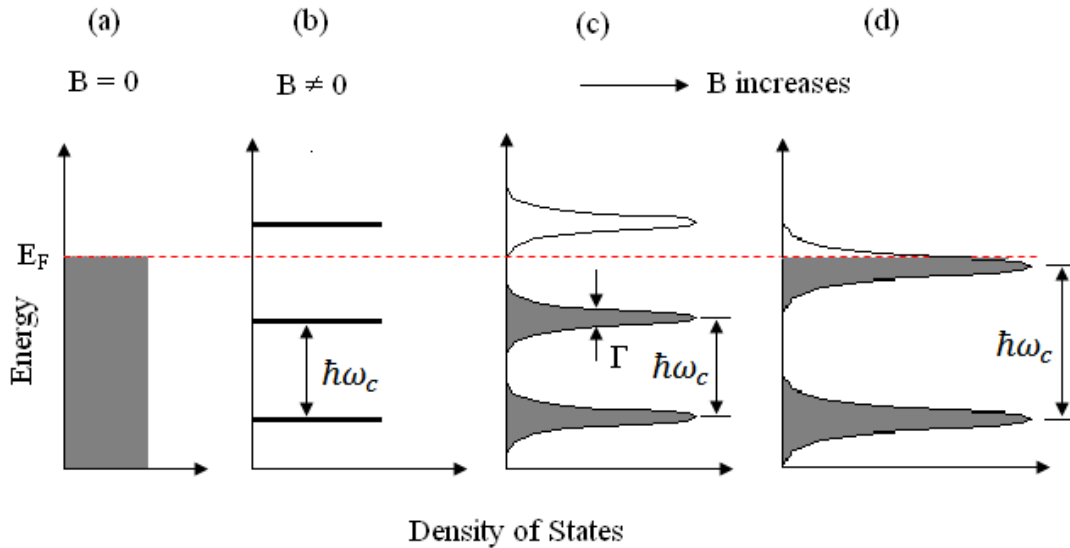 (a) (b) (c) (d)
B = 0 B ≠ 0 B increases
E_F
Energy
ħω_c
Γ
ħω_c
ħω_c
Density of States